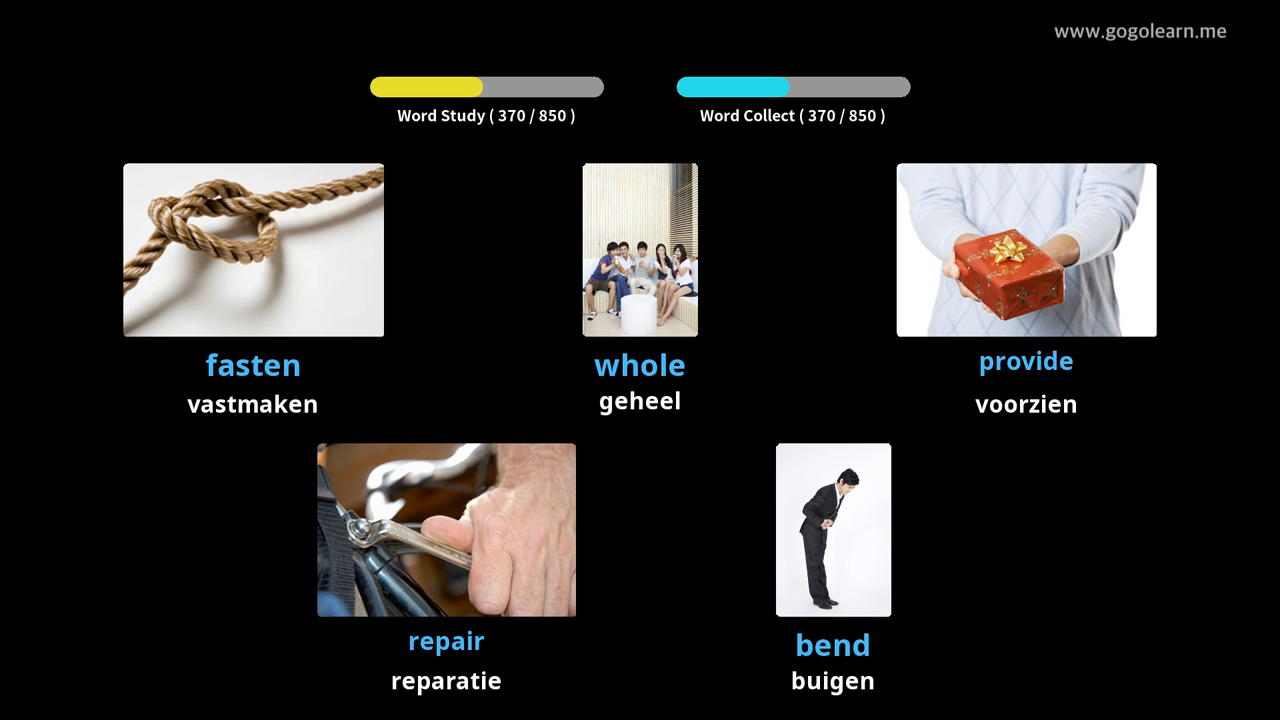 www.gogolearn.me
Word Study ( 370 / 850 )
Word Collect ( 370 / 850 )
fasten
vastmaken
whole
geheel
provide
voorzien
repair
reparatie
bend
buigen